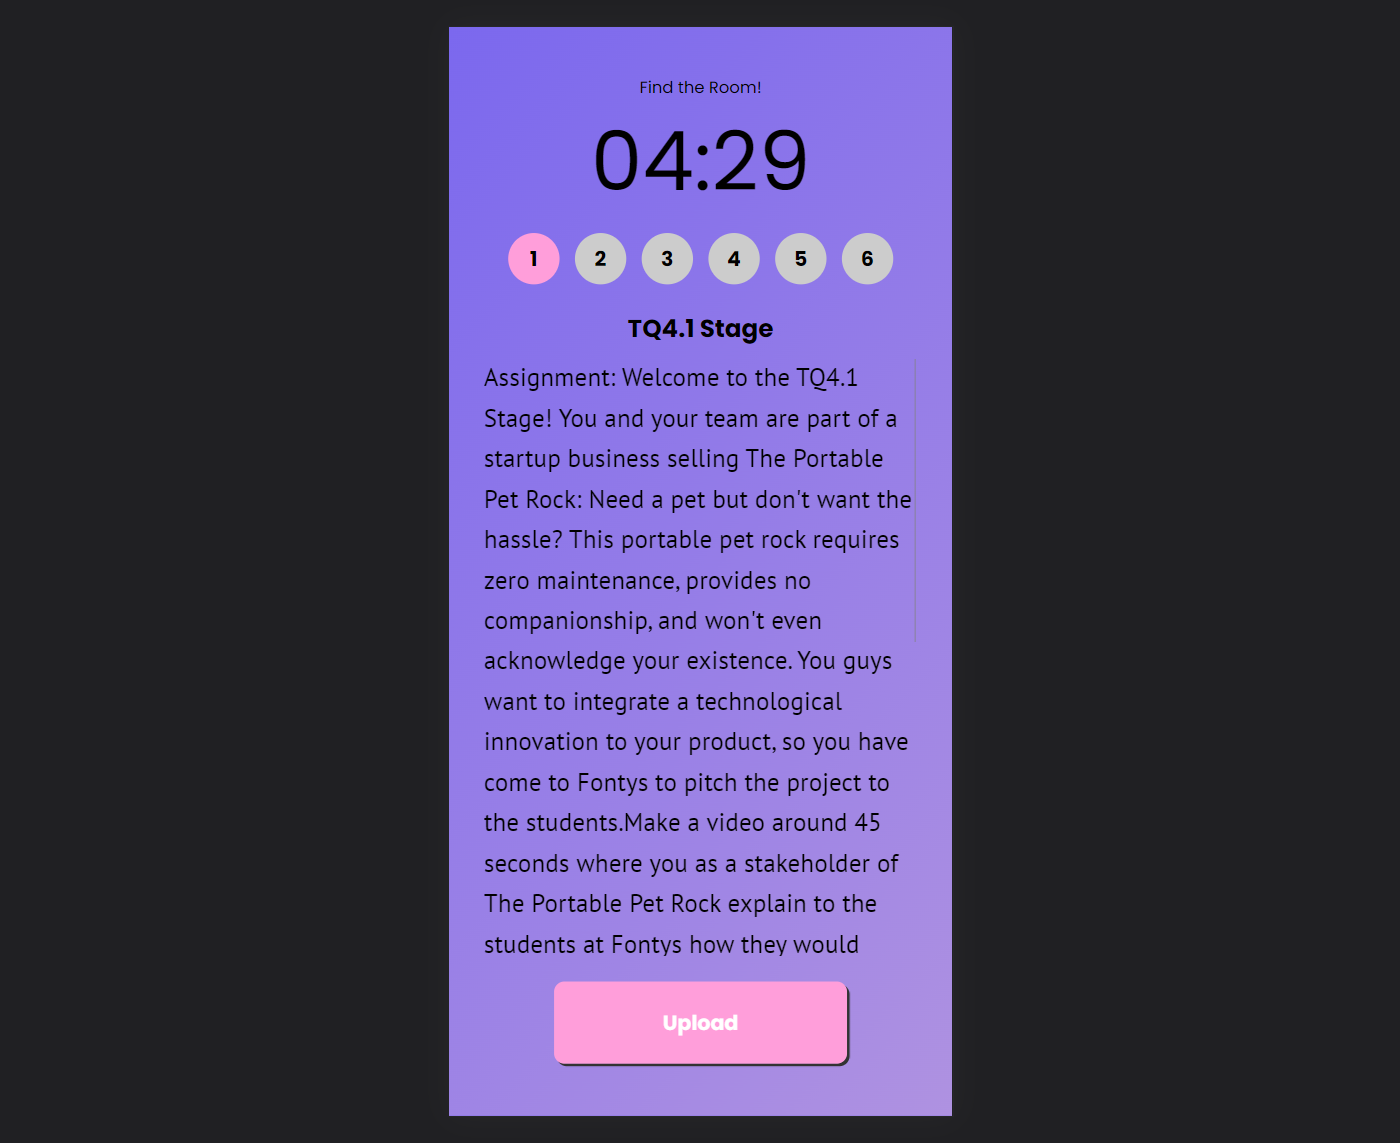 Find the Room!
04:29
1 2 3 4 5 6
TQ4.1 Stage
Assignment: Welcome to the TQ4.1
Stage! You and your team are part of a
startup business selling The Portable
Pet Rock: Need a pet but don't want the
hassle? This portable pet rock requires
zero maintenance, provides no
companionship, and won't even
acknowledge your existence. You guys
want to integrate a technological
innovation to your product, so you have
come to Fontys to pitch the project to
the students.Make a video around 45
seconds where you as a stakeholder of
The Portable Pet Rock explain to the
students at Fontys how they would
Upload